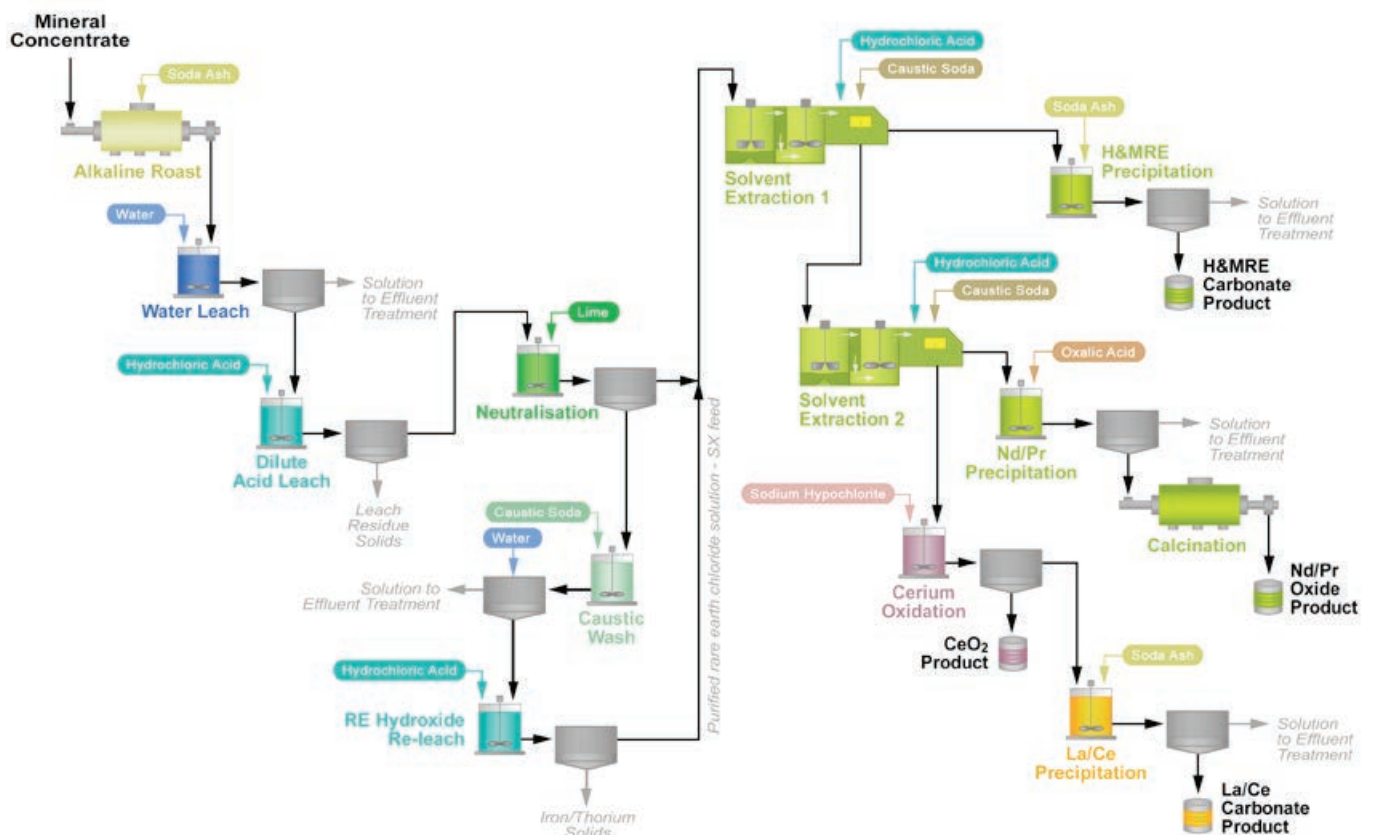 Mineral
Concentrate
Soda Ash
Alkaline Roast
Water
Water Leach
Solution
to Effluent
Treatment
Hydrochloric Acid
Dilute
Acid Leach
Leach
Residue
Solids
Lime
Neutralisation
Caustic Soda
Water
Solution to
Effluent Treatment
Caustic
Wash
Hydrochloric Acid
RE Hydroxide
Re-leach
Iron/Thorium
Solids
Purified rare earth chloride solution - SX feed
Hydrochloric Acid
Caustic Soda
Solvent
Extraction 1
Soda Ash
H&MRE
Precipitation
Solution
to Effluent
Treatment
H&MRE
Carbonate
Product
Hydrochloric Acid
Caustic Soda
Solvent
Extraction 2
Oxalic Acid
Nd/Pr
Precipitation
Solution
to Effluent
Treatment
Calcination
Nd/Pr
Oxide
Product
Sodium Hypochlorite
Cerium
Oxidation
CeO₂
Product
Soda Ash
La/Ce
Precipitation
Solution
to Effluent
Treatment
La/Ce
Carbonate
Product